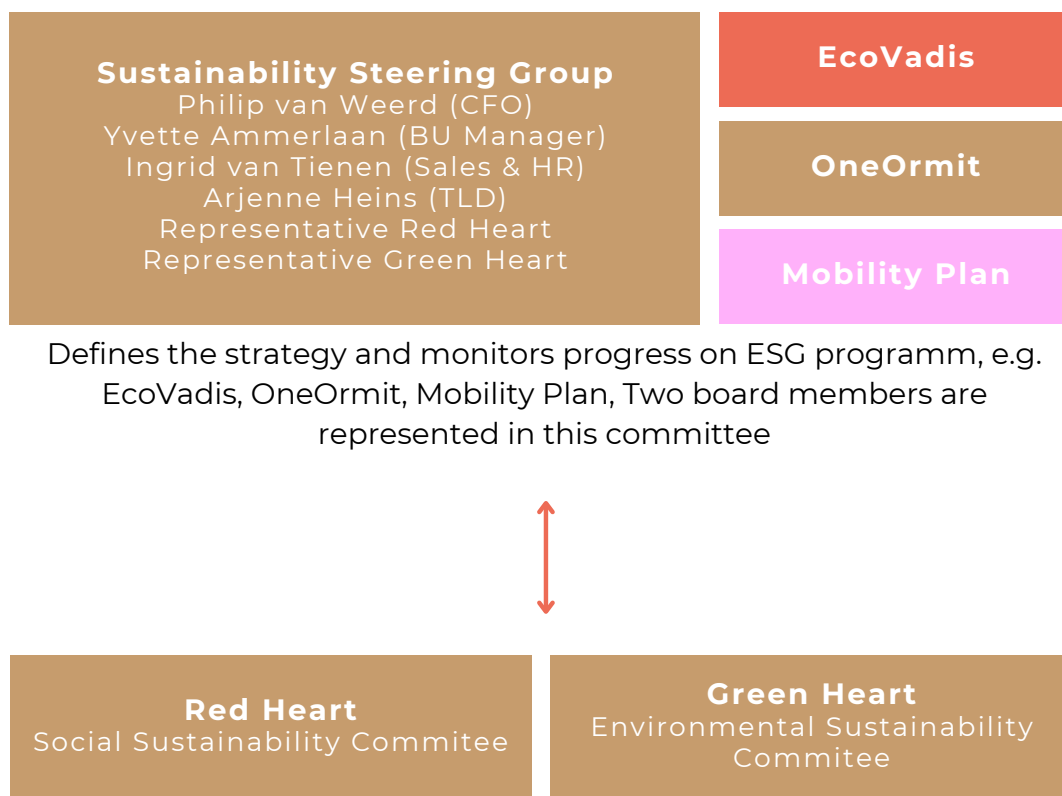 Sustainability Steering Group
Philip van Weerd (CFO)
Yvette Ammerlaan (BU Manager)
Ingrid van Tienen (Sales & HR)
Arjenne Heins (TLD)
Representative Red Heart
Representative Green Heart
EcoVadis
OneOrmit
Mobility Plan
Defines the strategy and monitors progress on ESG programm, e.g.
EcoVadis, OneOrmit, Mobility Plan, Two board members are
represented in this committee
Red Heart
Social Sustainability Commitee
Green Heart
Environmental Sustainability
Commitee